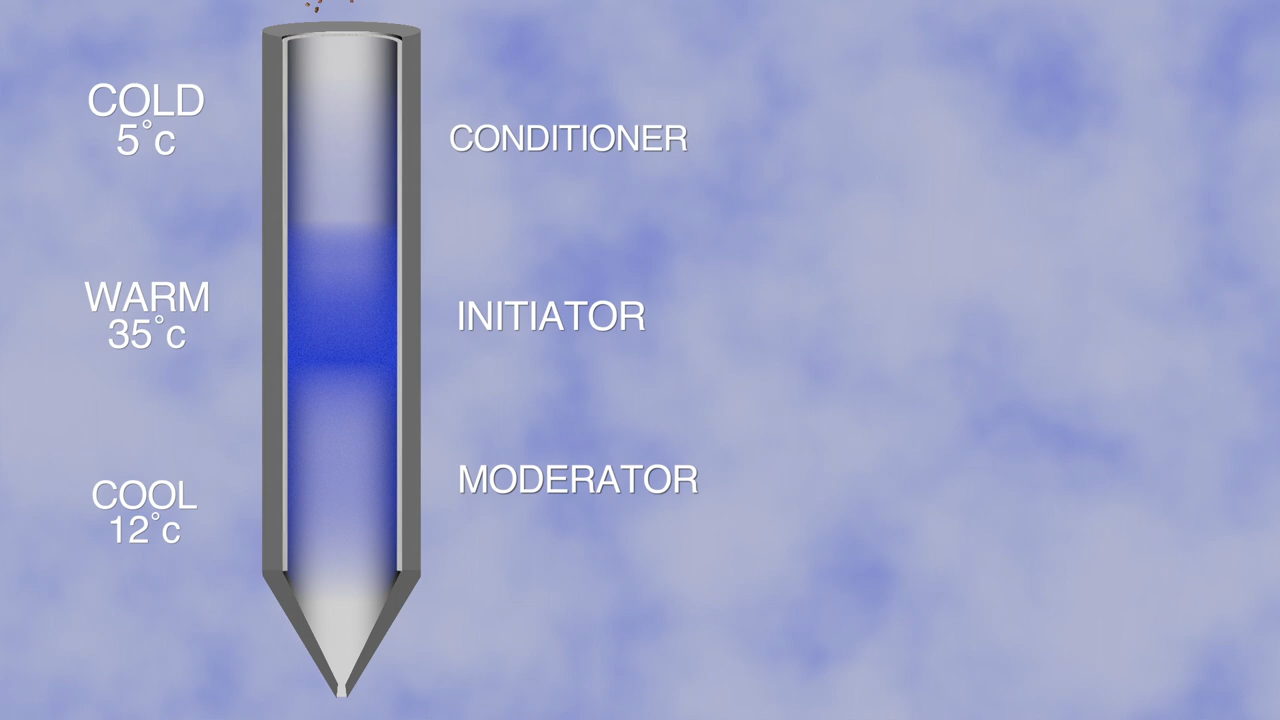 COLD
5°c
CONDITIONER
WARM
35°c
INITIATOR
COOL
12°c
MODERATOR